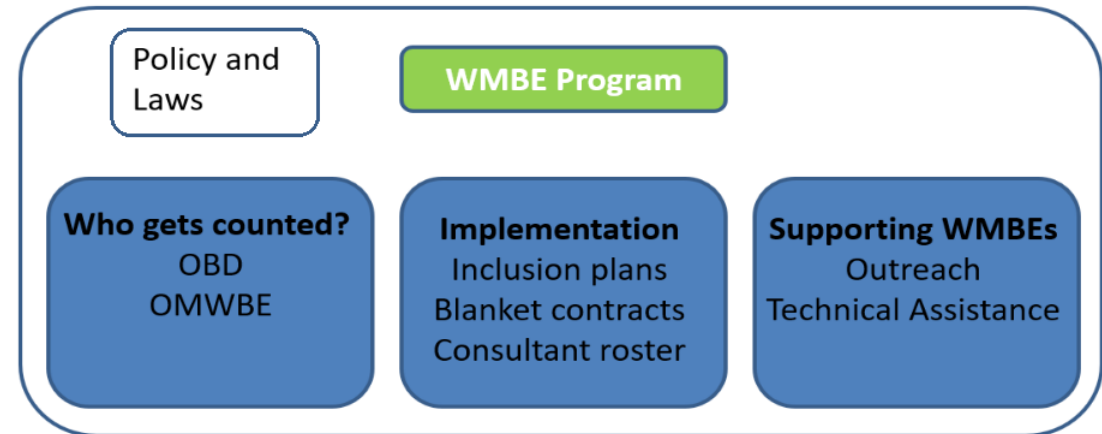 Policy and
Laws
WMBE Program
Who gets counted?
OBD
OMWBE
Implementation
Inclusion plans
Blanket contracts
Consultant roster
Supporting WMBEs
Outreach
Technical Assistance